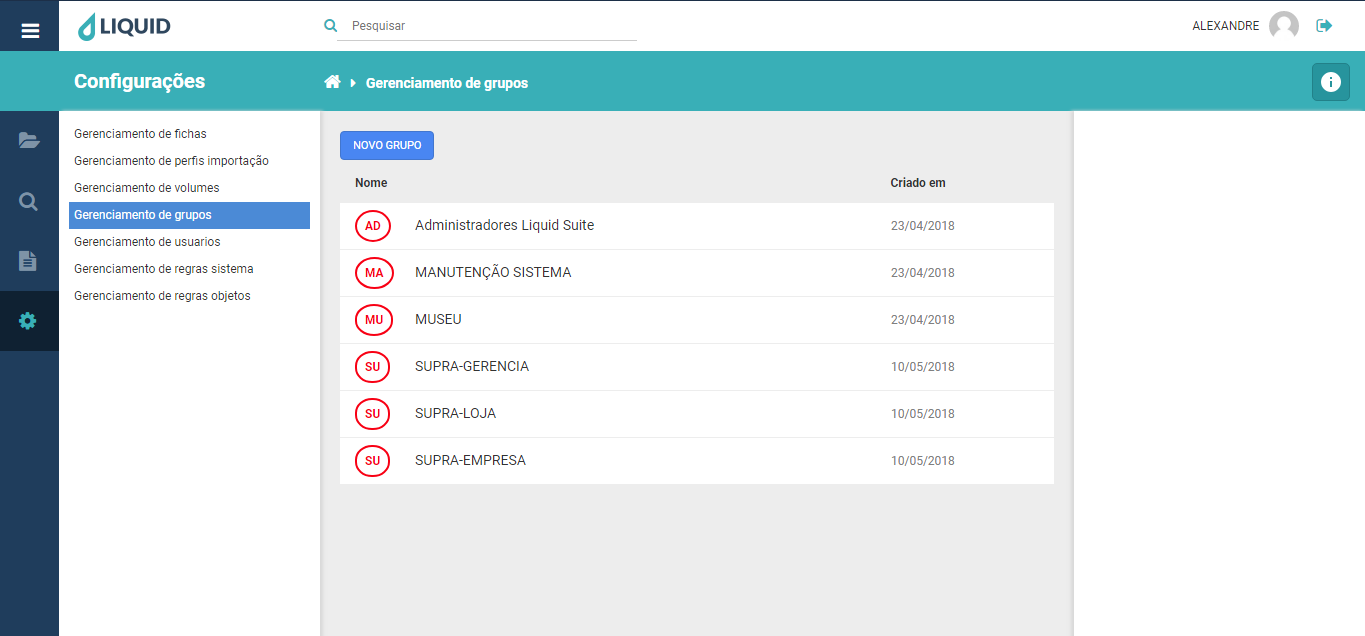 LIQUID
Pesquisar
ALEXANDRE
Configurações
Gerenciamento de grupos
i
Gerenciamento de fichas
Gerenciamento de perfis importação
Gerenciamento de volumes
Gerenciamento de grupos
Gerenciamento de usuarios
Gerenciamento de regras sistema
Gerenciamento de regras objetos
NOVO GRUPO
Nome Criado em
AD Administradores Liquid Suite 23/04/2018
MA MANUTENÇÃO SISTEMA 23/04/2018
MU MUSEU 23/04/2018
SU SUPRA-GERENCIA 10/05/2018
SU SUPRA-LOJA 10/05/2018
SU SUPRA-EMPRESA 10/05/2018